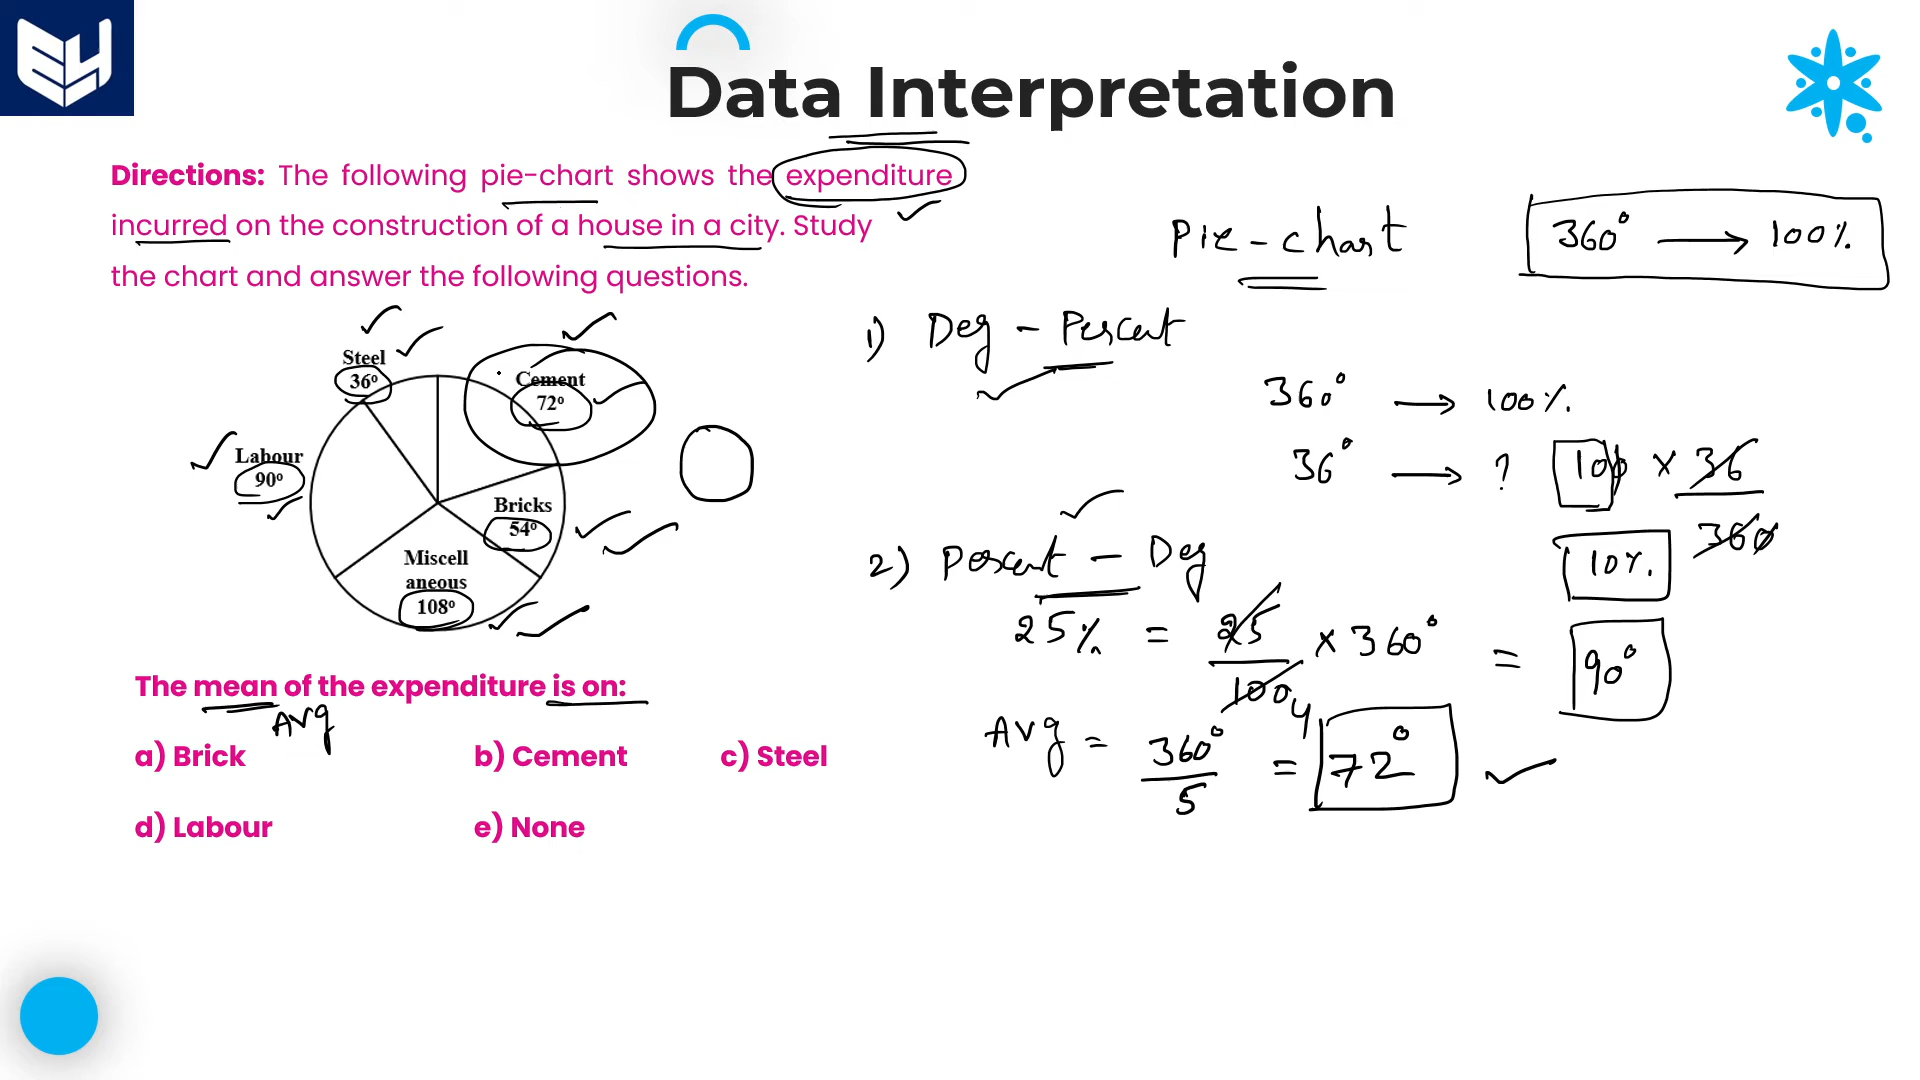 Data Interpretation
Directions: The following pie-chart shows the expenditure
incurred on the construction of a house in a city. Study
the chart and answer the following questions.
Pie-chart
360° → 100%
1) Deg - Percent
360° → 100%
36° → ? 100 × 36
360
10%
Steel
36°
Cement
72°
Labour
90°
Bricks
54°
Miscell
aneous
108°
2) Percent - Deg
25% = 25 × 360° = 90°
100 4
The mean of the expenditure is on:
Avg
Avg = 360° = 72°
5
a) Brick b) Cement c) Steel
d) Labour e) None